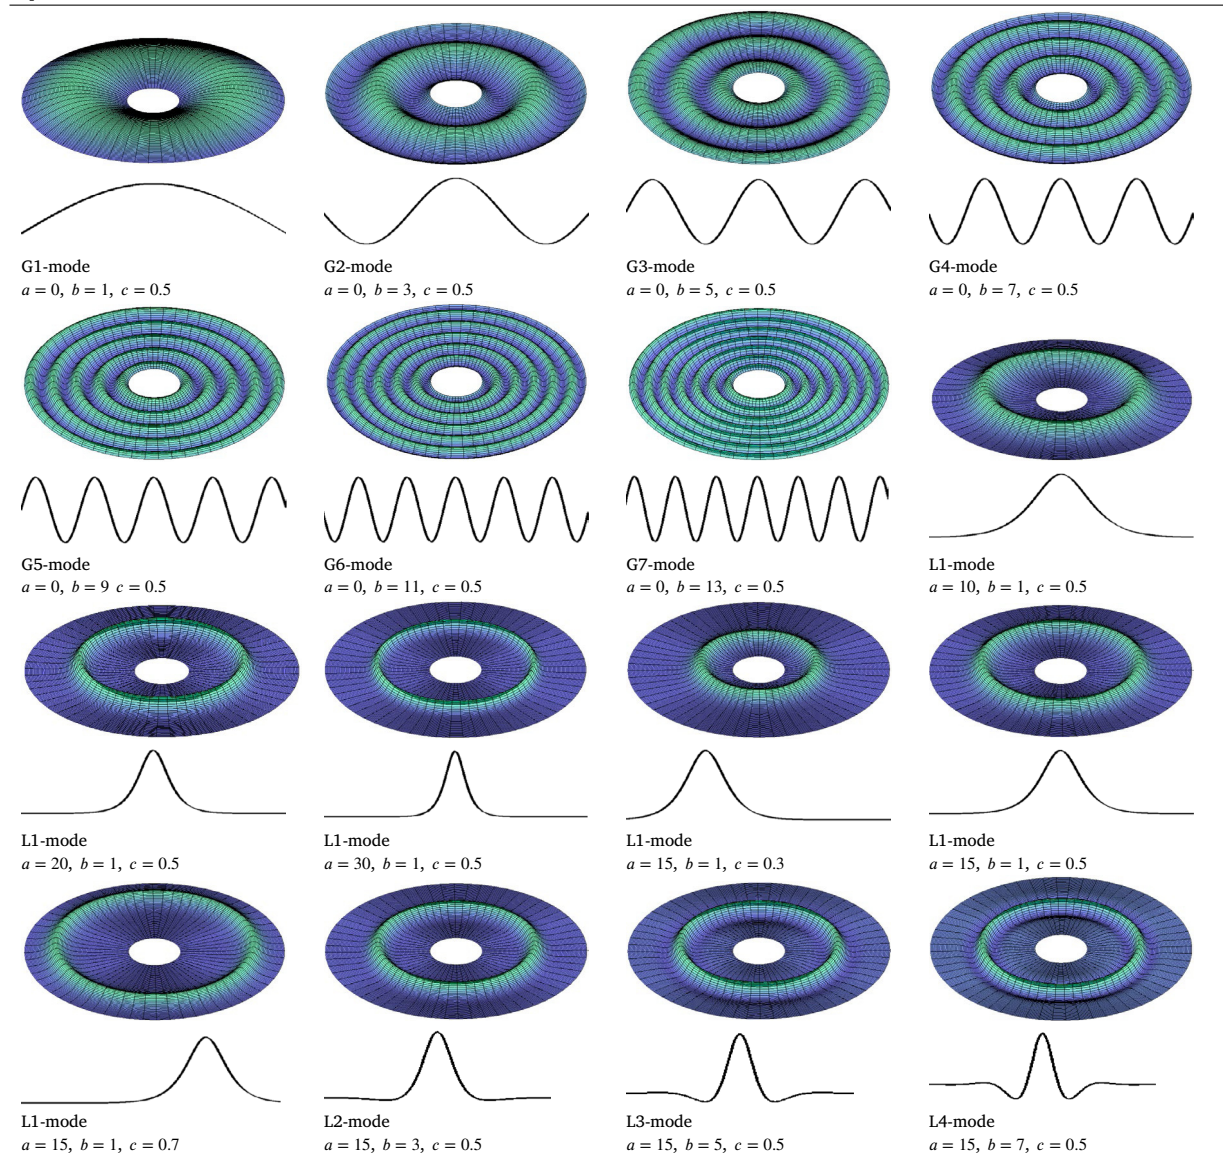 G1-mode
a = 0, b = 1, c = 0.5
G2-mode
a = 0, b = 3, c = 0.5
G3-mode
a = 0, b = 5, c = 0.5
G4-mode
a = 0, b = 7, c = 0.5
G5-mode
a = 0, b = 9 c = 0.5
G6-mode
a = 0, b = 11, c = 0.5
G7-mode
a = 0, b = 13, c = 0.5
L1-mode
a = 10, b = 1, c = 0.5
L1-mode
a = 20, b = 1, c = 0.5
L1-mode
a = 30, b = 1, c = 0.5
L1-mode
a = 15, b = 1, c = 0.3
L1-mode
a = 15, b = 1, c = 0.5
L1-mode
a = 15, b = 1, c = 0.7
L2-mode
a = 15, b = 3, c = 0.5
L3-mode
a = 15, b = 5, c = 0.5
L4-mode
a = 15, b = 7, c = 0.5